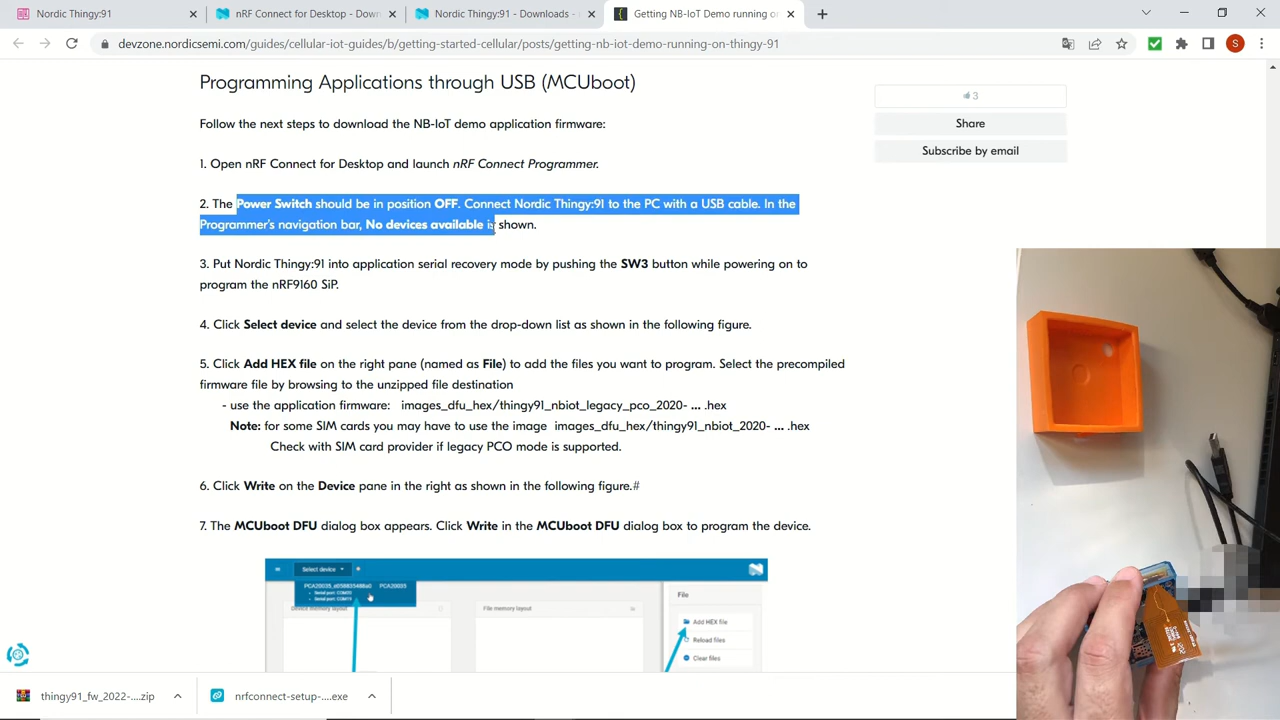 Nordic Thingy:91
nRF Connect for Desktop - Down
Nordic Thingy:91 - Downloads -
Getting NB-IoT Demo running on
devzone.nordicsemi.com/guides/cellular-iot-guides/b/getting-started-cellular/posts/getting-nb-iot-demo-running-on-thingy-91
S
Programming Applications through USB (MCUboot)
3
Share
Subscribe by email
Follow the next steps to download the NB-IoT demo application firmware:
1. Open nRF Connect for Desktop and launch nRF Connect Programmer.
2. The Power Switch should be in position OFF. Connect Nordic Thingy:91 to the PC with a USB cable. In the
Programmer's navigation bar, No devices available is shown.
3. Put Nordic Thingy:91 into application serial recovery mode by pushing the SW3 button while powering on to
program the nRF9160 SiP.
4. Click Select device and select the device from the drop-down list as shown in the following figure.
5. Click Add HEX file on the right pane (named as File) to add the files you want to program. Select the precompiled
firmware file by browsing to the unzipped file destination
- use the application firmware: images_dfu_hex/thingy91_nbiot_legacy_pco_2020- ... .hex
Note: for some SIM cards you may have to use the image images_dfu_hex/thingy91_nbiot_2020- ... .hex
Check with SIM card provider if legacy PCO mode is supported.
6. Click Write on the Device pane in the right as shown in the following figure.#
7. The MCUboot DFU dialog box appears. Click Write in the MCUboot DFU dialog box to program the device.
Select device
PCA20035
Device memory layout
File memory layout
File
Add HEX file
Reload files
Clear files
thingy91_fw_2022-....zip
nrfconnect-setup-....exe